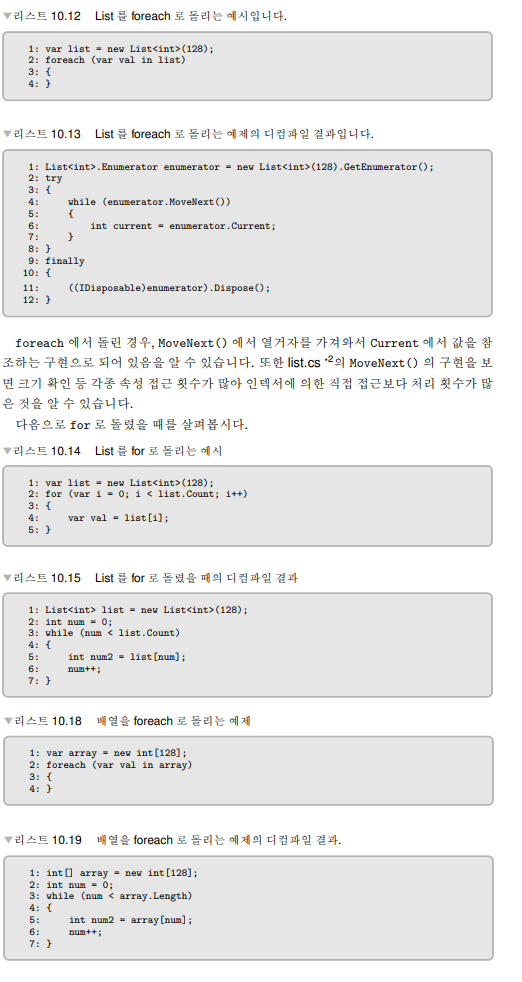 ▼리스트 10.12 List 를 foreach 로 돌리는 예시입니다.
1: var list = new List<int>(128);
2: foreach (var val in list)
3: {
4: }
▼리스트 10.13 List 를 foreach 로 돌리는 예제의 디컴파일 결과입니다.
1: List<int>.Enumerator enumerator = new List<int>(128).GetEnumerator();
2: try
3: {
4:     while (enumerator.MoveNext())
5:     {
6:         int current = enumerator.Current;
7:     }
8: }
9: finally
10: {
11:     ((IDisposable)enumerator).Dispose();
12: }
foreach 에서 돌린 경우, MoveNext() 에서 열거자를 가져와서 Current 에서 값을 참
조하는 구현으로 되어 있음을 알 수 있습니다. 또한 list.cs *2의 MoveNext() 의 구현을 보
면 크기 확인 등 각종 속성 접근 횟수가 많아 인덱서에 의한 직접 접근보다 처리 횟수가 많
은 것을 알 수 있습니다.
다음으로 for 로 돌렸을 때를 살펴봅시다.
▼리스트 10.14 List 를 for 로 돌리는 예시
1: var list = new List<int>(128);
2: for (var i = 0; i < list.Count; i++)
3: {
4:     var val = list[i];
5: }
▼리스트 10.15 List 를 for 로 돌렸을 때의 디컴파일 결과
1: List<int> list = new List<int>(128);
2: int num = 0;
3: while (num < list.Count)
4: {
5:     int num2 = list[num];
6:     num++;
7: }
▼리스트 10.18 배열을 foreach 로 돌리는 예제
1: var array = new int[128];
2: foreach (var val in array)
3: {
4: }
▼리스트 10.19 배열을 foreach 로 돌리는 예제의 디컴파일 결과.
1: int[] array = new int[128];
2: int num = 0;
3: while (num < array.Length)
4: {
5:     int num2 = array[num];
6:     num++;
7: }